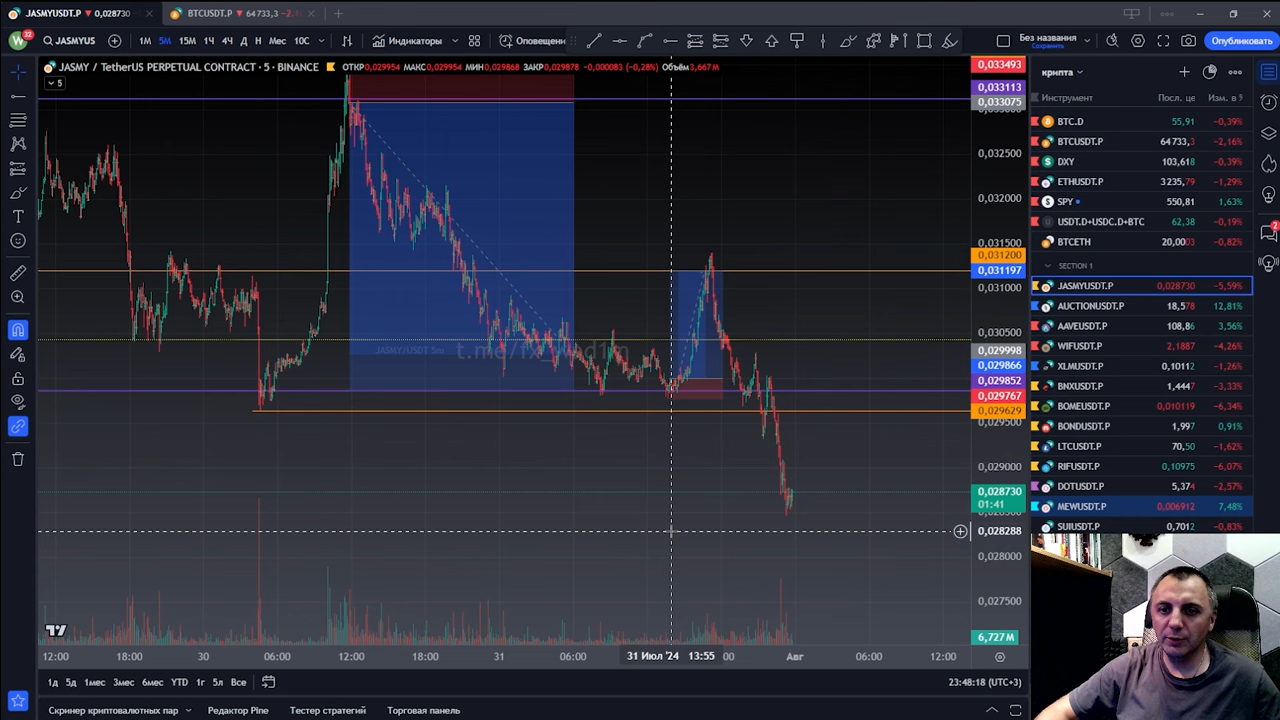 JASMYUSDT.P 0,028730
BTCUSDT.P 64 733,3 −2.1
W 32 JASMYUS 1М 5М 15М 1Ч 4Ч Д Н Мес 10С Индикаторы Оповещени Без названия Сохранить Опубликовать
JASMY / TetherUS PERPETUAL CONTRACT · 5 · BINANCE ОТКР0,029954 МАКС0,029954 МИН0,029868 ЗАКР0,029878 −0,000083 (−0,28%) Объём3,667M
5
0,033493
0,033113
0,033075
0,032500
0,032000
0,031500
0,031200
0,031197
0,031000
0,030500
0,029998
0,029866
0,029852
0,029767
0,029629
0,029500
0,029000
0,028730
01:41
0,028288
0,028000
0,027500
6,727M
JASMY/USDT 5m
12:00 18:00 30 06:00 12:00 18:00 31 06:00 31 Июл '24 13:55 :00 Авг 06:00 12:00
1д 5д 1мес 3мес 6мес YTD 1г 5л Все 23:48:18 (UTC+3)
Скринер криптовалютных пар Редактор Pine Тестер стратегий Торговая панель
крипта
Инструмент Посл. це Изм. в %
BTC.D 55,91 −0,39%
BTCUSDT.P 64 733,3 −2,16%
DXY 103,618 −0,39%
ETHUSDT.P 3 235,79 −1,29%
SPY 550,81 1,63%
USDT.D+USDC.D+BTC 62,38 −0,19%
BTCETH 20,0003 −0,82%
SECTION 1
JASMYUSDT.P 0,028730 −5,59%
AUCTIONUSDT.P 18,578 12,81%
AAVEUSDT.P 108,86 3,56%
WIFUSDT.P 2,1887 −4,26%
XLMUSDT.P 0,1011 −1,26%
BNXUSDT.P 1,4447 −3,33%
BOMEUSDT.P 0,010119 −6,34%
BONDUSDT.P 1,997 0,91%
LTCUSDT.P 70,50 −1,62%
RIFUSDT.P 0,10975 −6,07%
DOTUSDT.P 5,374 −2,57%
MEWUSDT.P 0,006912 7,48%
SUIUSDT.P 0,7012 −0,83%
2